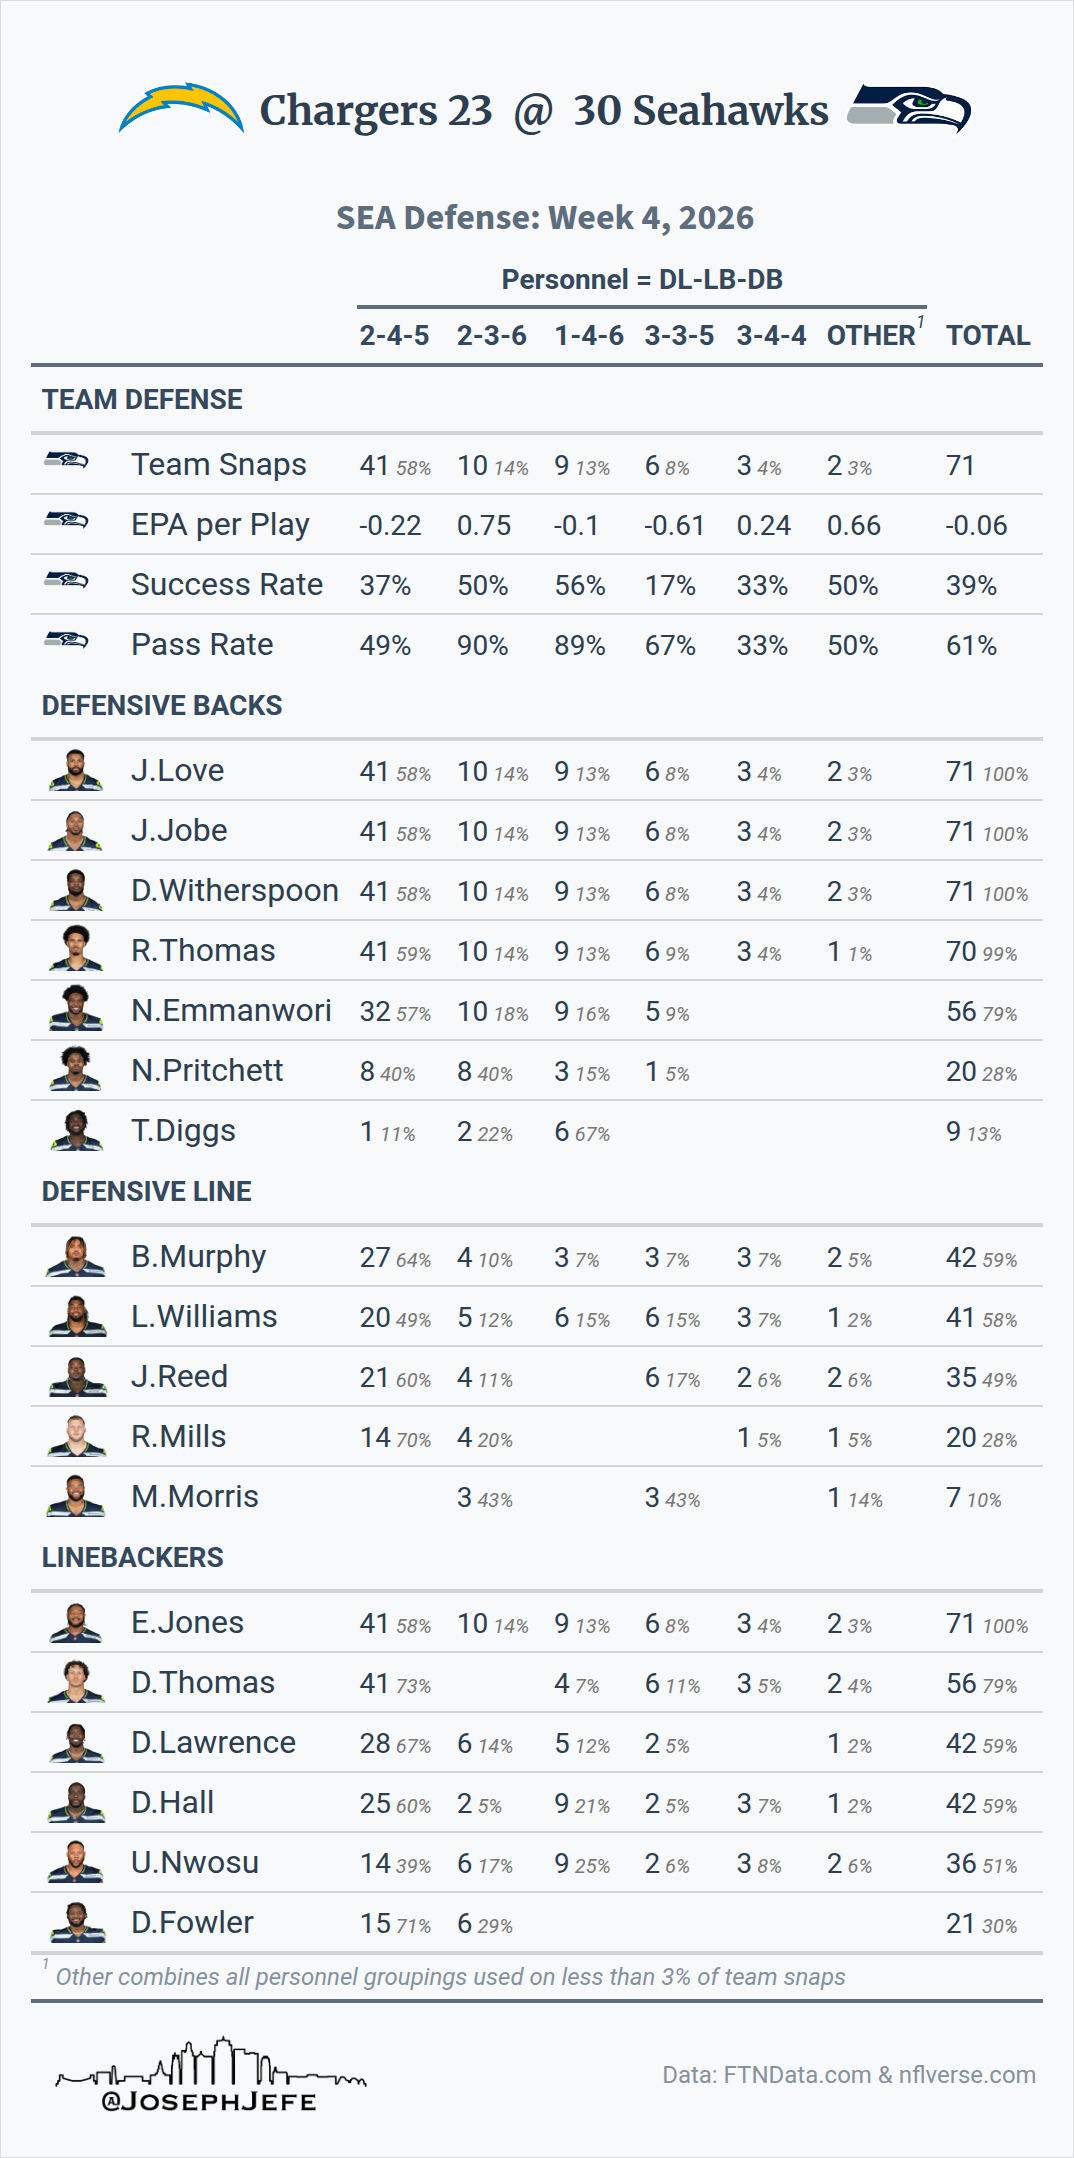 Chargers 23 @ 30 Seahawks
SEA Defense: Week 4, 2026
Personnel = DL-LB-DB
2-4-5 2-3-6 1-4-6 3-3-5 3-4-4 OTHER1 TOTAL
TEAM DEFENSE
Team Snaps 41 58% 10 14% 9 13% 6 8% 3 4% 2 3% 71
EPA per Play -0.22 0.75 -0.1 -0.61 0.24 0.66 -0.06
Success Rate 37% 50% 56% 17% 33% 50% 39%
Pass Rate 49% 90% 89% 67% 33% 50% 61%
DEFENSIVE BACKS
J.Love 41 58% 10 14% 9 13% 6 8% 3 4% 2 3% 71 100%
J.Jobe 41 58% 10 14% 9 13% 6 8% 3 4% 2 3% 71 100%
D.Witherspoon 41 58% 10 14% 9 13% 6 8% 3 4% 2 3% 71 100%
R.Thomas 41 59% 10 14% 9 13% 6 9% 3 4% 1 1% 70 99%
N.Emmanwori 32 57% 10 18% 9 16% 5 9% 56 79%
N.Pritchett 8 40% 8 40% 3 15% 1 5% 20 28%
T.Diggs 1 11% 2 22% 6 67% 9 13%
DEFENSIVE LINE
B.Murphy 27 64% 4 10% 3 7% 3 7% 3 7% 2 5% 42 59%
L.Williams 20 49% 5 12% 6 15% 6 15% 3 7% 1 2% 41 58%
J.Reed 21 60% 4 11% 6 17% 2 6% 2 6% 35 49%
R.Mills 14 70% 4 20% 1 5% 1 5% 20 28%
M.Morris 3 43% 3 43% 1 14% 7 10%
LINEBACKERS
E.Jones 41 58% 10 14% 9 13% 6 8% 3 4% 2 3% 71 100%
D.Thomas 41 73% 4 7% 6 11% 3 5% 2 4% 56 79%
D.Lawrence 28 67% 6 14% 5 12% 2 5% 1 2% 42 59%
D.Hall 25 60% 2 5% 9 21% 2 5% 3 7% 1 2% 42 59%
U.Nwosu 14 39% 6 17% 9 25% 2 6% 3 8% 2 6% 36 51%
D.Fowler 15 71% 6 29% 21 30%
1 Other combines all personnel groupings used on less than 3% of team snaps
@JOSEPHJEFE
Data: FTNData.com & nflverse.com